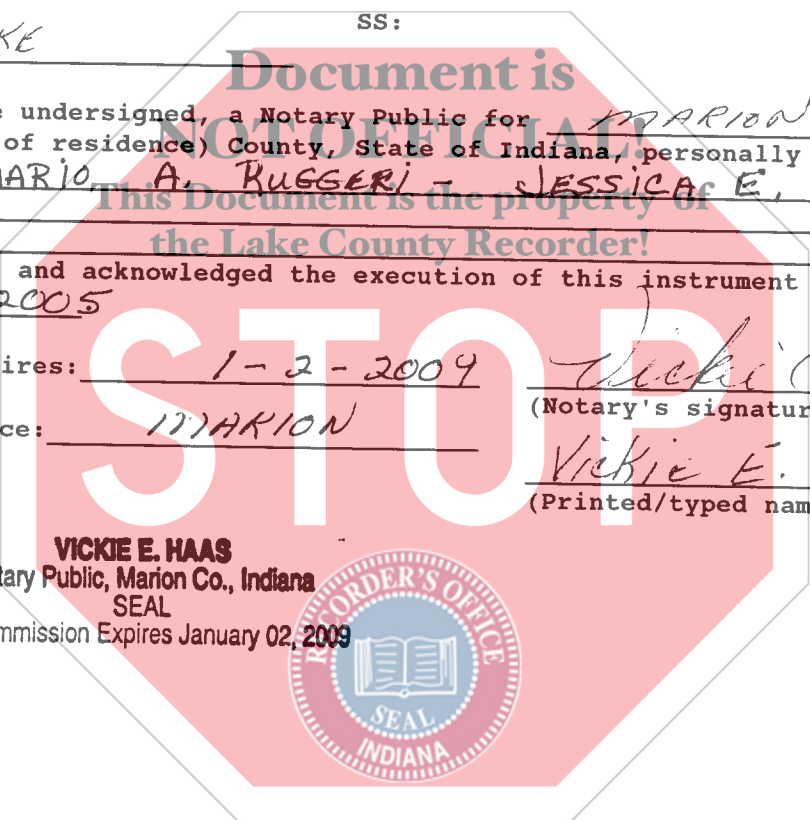 SS:
KE
Document is
undersigned, a Notary Public for MARION
NOT OFFICIAL!
of residence) County, State of Indiana, personally
MARIO A. RUGGERI - JESSICA E.
This Document is the property of
the Lake County Recorder!
and acknowledged the execution of this instrument
2005
STOP
ires: 1-2-2009
(Notary's signatur
Vickie
ce: MARION
Vickie E.
(Printed/typed nam
VICKIE E. HAAS
tary Public, Marion Co., Indiana
SEAL
mmission Expires January 02, 2009
RECORDER'S OFFICE
SEAL
INDIANA